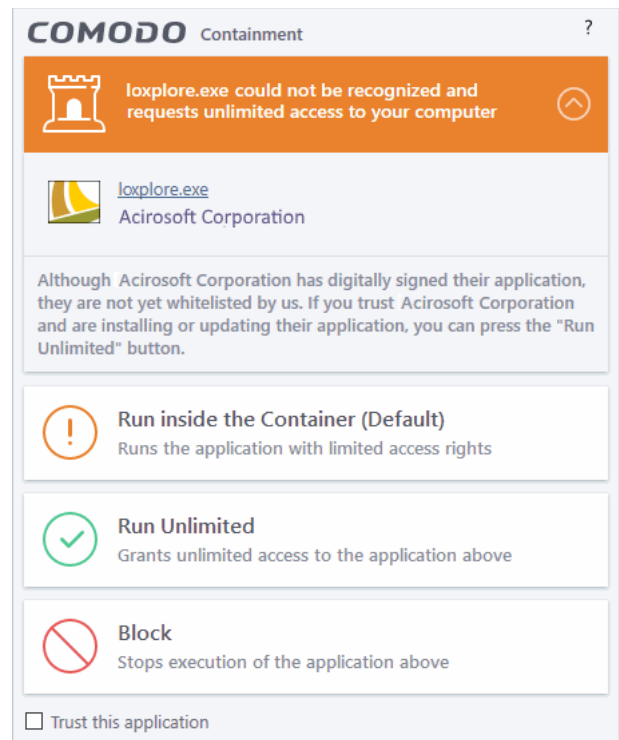 COMODO Containment ?
loxplore.exe could not be recognized and
requests unlimited access to your computer
loxplore.exe
Acirosoft Corporation
Although Acirosoft Corporation has digitally signed their application,
they are not yet whitelisted by us. If you trust Acirosoft Corporation
and are installing or updating their application, you can press the "Run
Unlimited" button.
Run inside the Container (Default)
Runs the application with limited access rights
Run Unlimited
Grants unlimited access to the application above
Block
Stops execution of the application above
Trust this application